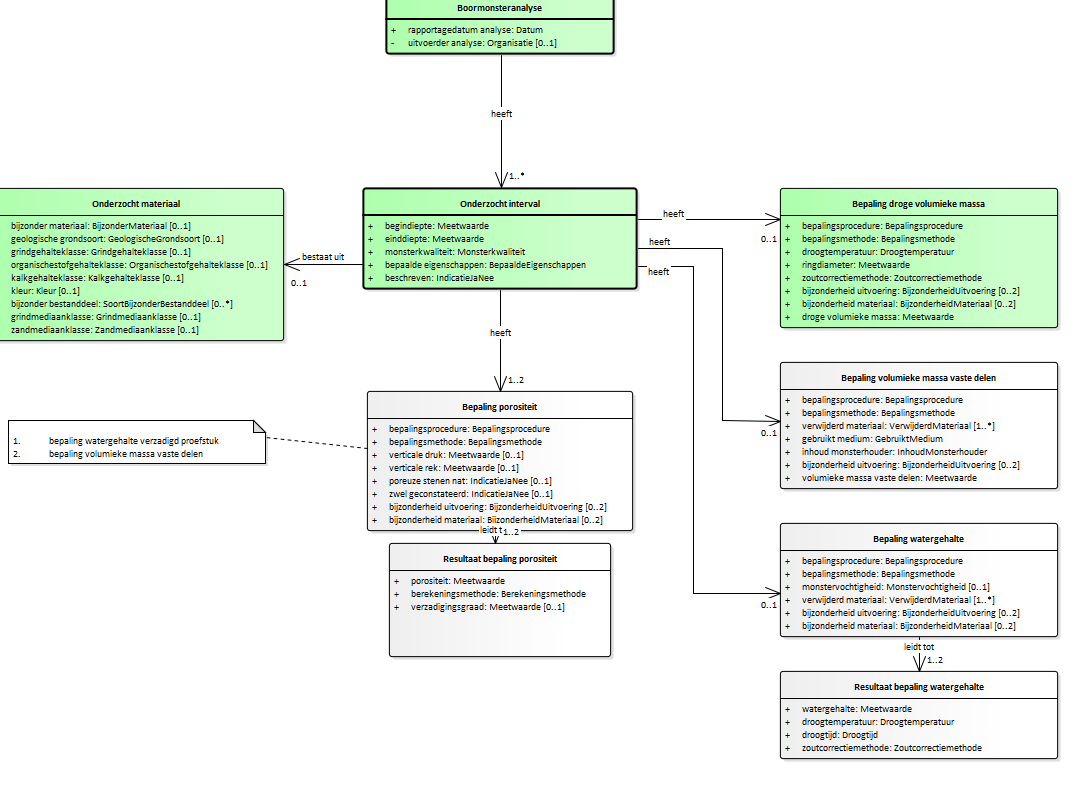 Boormonsteranalyse
+ rapportagedatum analyse: Datum
- uitvoerder analyse: Organisatie [0..1]
heeft
1..*
Onderzocht materiaal
bijzonder materiaal: BijzonderMateriaal [0..1]
geologische grondsoort: GeologischeGrondsoort [0..1]
grindgehalteklasse: Grindgehalteklasse [0..1]
organischestofgehalteklasse: Organischestofgehalteklasse [0..1]
kalkgehalteklasse: Kalkgehalteklasse [0..1]
kleur: Kleur [0..1]
bijzonder bestanddeel: SoortBijzonderBestanddeel [0..*]
grindmediaanklasse: Grindmediaanklasse [0..1]
zandmediaanklasse: Zandmediaanklasse [0..1]
bestaat uit
0..1
Onderzocht interval
+ begindiepte: Meetwaarde
+ einddiepte: Meetwaarde
+ monsterkwaliteit: Monsterkwaliteit
+ bepaalde eigenschappen: BepaaldeEigenschappen
+ beschreven: IndicatieJaNee
heeft
0..1
heeft
0..1
heeft
0..1
Bepaling droge volumieke massa
+ bepalingsprocedure: Bepalingsprocedure
+ bepalingsmethode: Bepalingsmethode
+ droogtemperatuur: Droogtemperatuur
+ ringdiameter: Meetwaarde
+ zoutcorrectiemethode: Zoutcorrectiemethode
+ bijzonderheid uitvoering: BijzonderheidUitvoering [0..2]
+ bijzonderheid materiaal: BijzonderheidMateriaal [0..2]
+ droge volumieke massa: Meetwaarde
heeft
1..2
Bepaling volumieke massa vaste delen
+ bepalingsprocedure: Bepalingsprocedure
+ bepalingsmethode: Bepalingsmethode
+ verwijderd materiaal: VerwijderdMateriaal [1..*]
+ gebruikt medium: GebruiktMedium
+ inhoud monsterhouder: InhoudMonsterhouder
+ bijzonderheid uitvoering: BijzonderheidUitvoering [0..2]
+ volumieke massa vaste delen: Meetwaarde
1. bepaling watergehalte verzadigd proefstuk
2. bepaling volumieke massa vaste delen
Bepaling porositeit
+ bepalingsprocedure: Bepalingsprocedure
+ bepalingsmethode: Bepalingsmethode
+ verticale druk: Meetwaarde [0..1]
+ verticale rek: Meetwaarde [0..1]
+ poreuze stenen nat: IndicatieJaNee [0..1]
+ zwel geconstateerd: IndicatieJaNee [0..1]
+ bijzonderheid uitvoering: BijzonderheidUitvoering [0..2]
+ bijzonderheid materiaal: BijzonderheidMateriaal [0..2]
leidt t
1..2
Resultaat bepaling porositeit
+ porositeit: Meetwaarde
+ berekeningsmethode: Berekeningsmethode
+ verzadigingsgraad: Meetwaarde [0..1]
Bepaling watergehalte
+ bepalingsprocedure: Bepalingsprocedure
+ bepalingsmethode: Bepalingsmethode
+ monstervochtigheid: Monstervochtigheid [0..1]
+ verwijderd materiaal: VerwijderdMateriaal [1..*]
+ bijzonderheid uitvoering: BijzonderheidUitvoering [0..2]
+ bijzonderheid materiaal: BijzonderheidMateriaal [0..2]
leidt tot
1..2
Resultaat bepaling watergehalte
+ watergehalte: Meetwaarde
+ droogtemperatuur: Droogtemperatuur
+ droogtijd: Droogtijd
+ zoutcorrectiemethode: Zoutcorrectiemethode